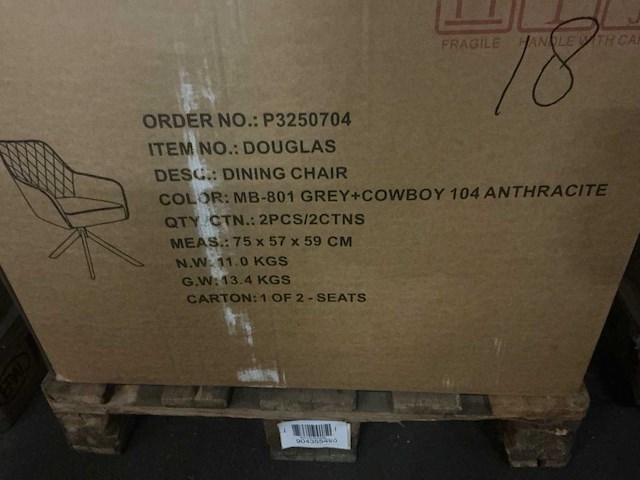 FRAGILE HANDLE WITH
18
ORDER NO.: P3250704
ITEM NO.: DOUGLAS
DESC.: DINING CHAIR
COLOR: MB-801 GREY+COWBOY 104 ANTHRACITE
QTY/CTN.: 2PCS/2CTNS
MEAS.: 75 x 57 x 59 CM
N.W: 11.0 KGS
G.W: 13.4 KGS
CARTON: 1 OF 2 - SEATS